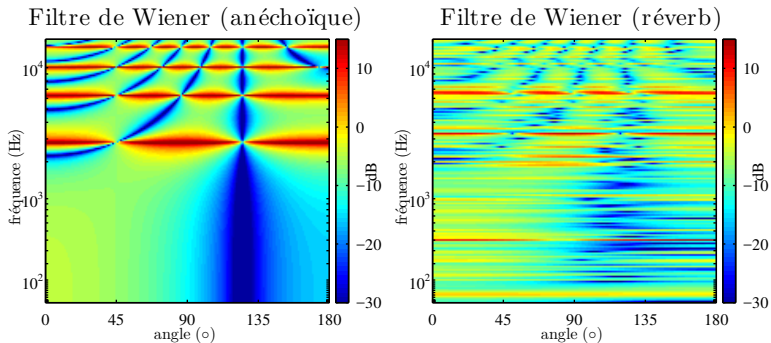 Filtre de Wiener (anéchoïque)
fréquence (Hz)
10⁴
10³
10²
0 45 90 135 180
angle (○)
10
0
−10
−20
−30
dB
Filtre de Wiener (réverb)
fréquence (Hz)
10⁴
10³
10²
0 45 90 135 180
angle (○)
10
0
−10
−20
−30
dB